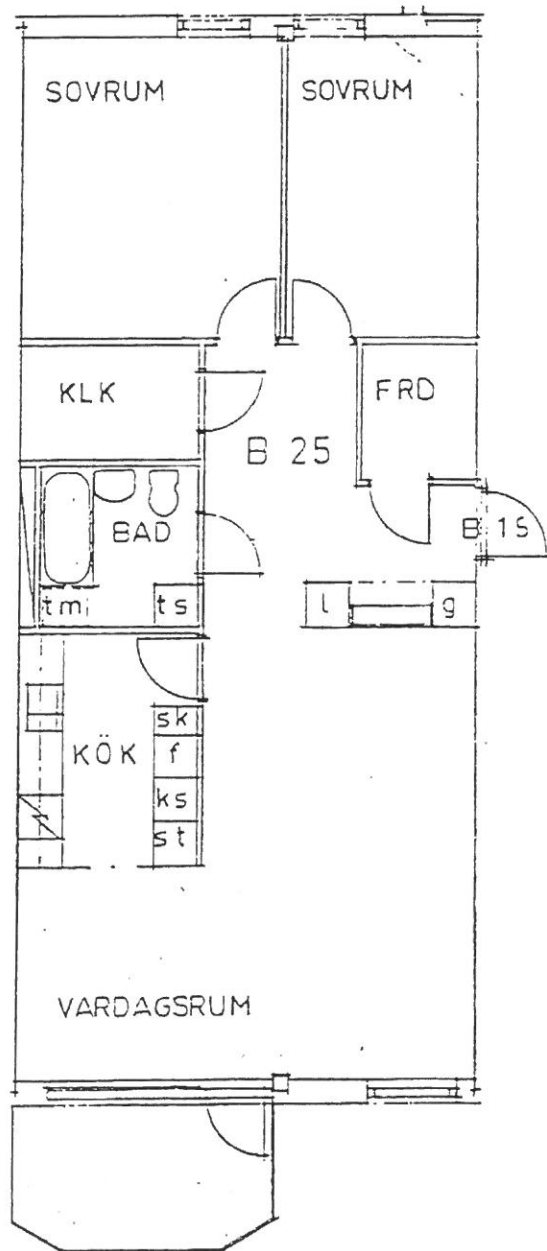 SOVRUM SOVRUM
KLK
FRD
B 25
BAD
B 15
tm ts
l g
sk
KÖK f
ks
st
VARDAGSRUM